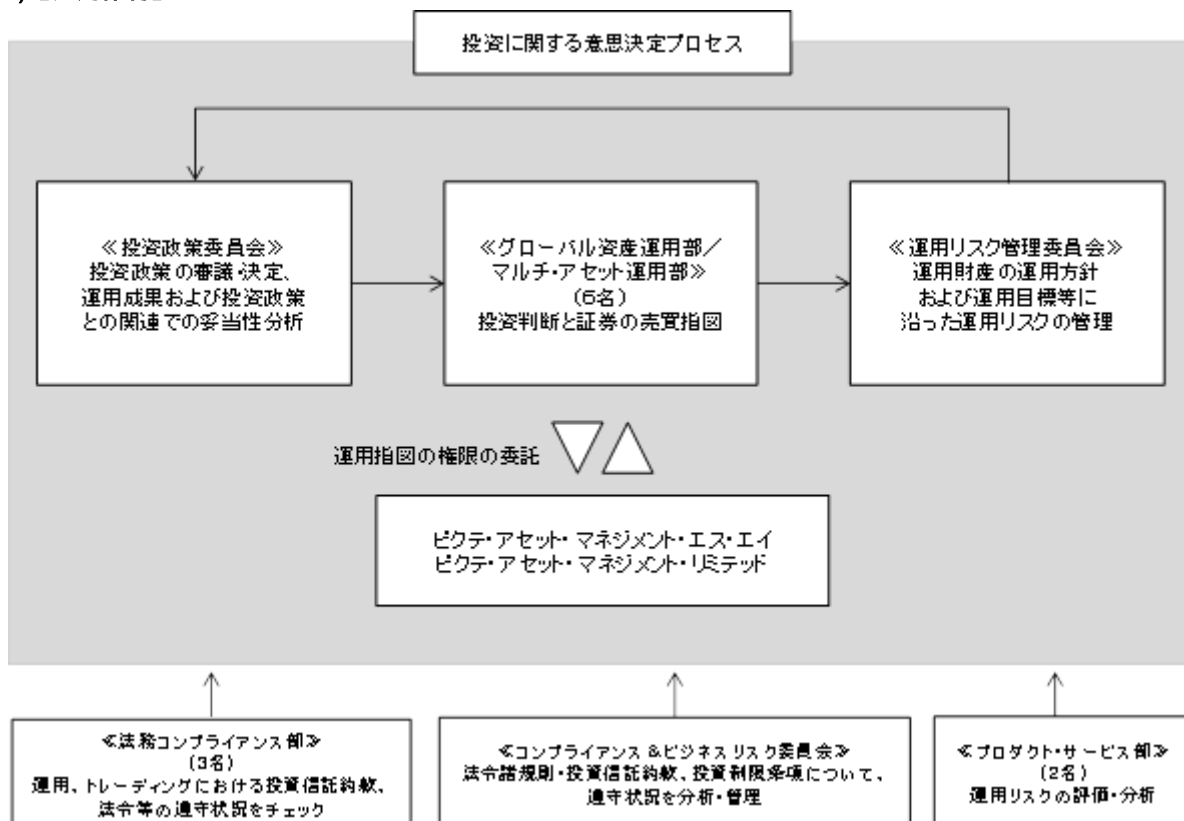 投資に関する意思決定プロセス
≪投資政策委員会≫
投資政策の審議・決定、
運用成果および投資政策
との関連での妥当性分析
≪グローバル資産運用部／
マルチ・アセット運用部≫
(6名)
投資判断と証券の売買指図
≪運用リスク管理委員会≫
運用財産の運用方針
および運用目標等に
沿った運用リスクの管理
運用指図の権限の委託
ピクテ・アセット・マネジメント・エス・エイ
ピクテ・アセット・マネジメント・リミテッド
≪法務コンプライアンス部≫
(3名)
運用、トレーディングにおける投資信託約款、
法令等の遵守状況をチェック
≪コンプライアンス＆ビジネスリスク委員会≫
法令諸規則・投資信託約款、投資制限条項について、
遵守状況を分析・管理
≪プロダクト・サービス部≫
(2名)
運用リスクの評価・分析